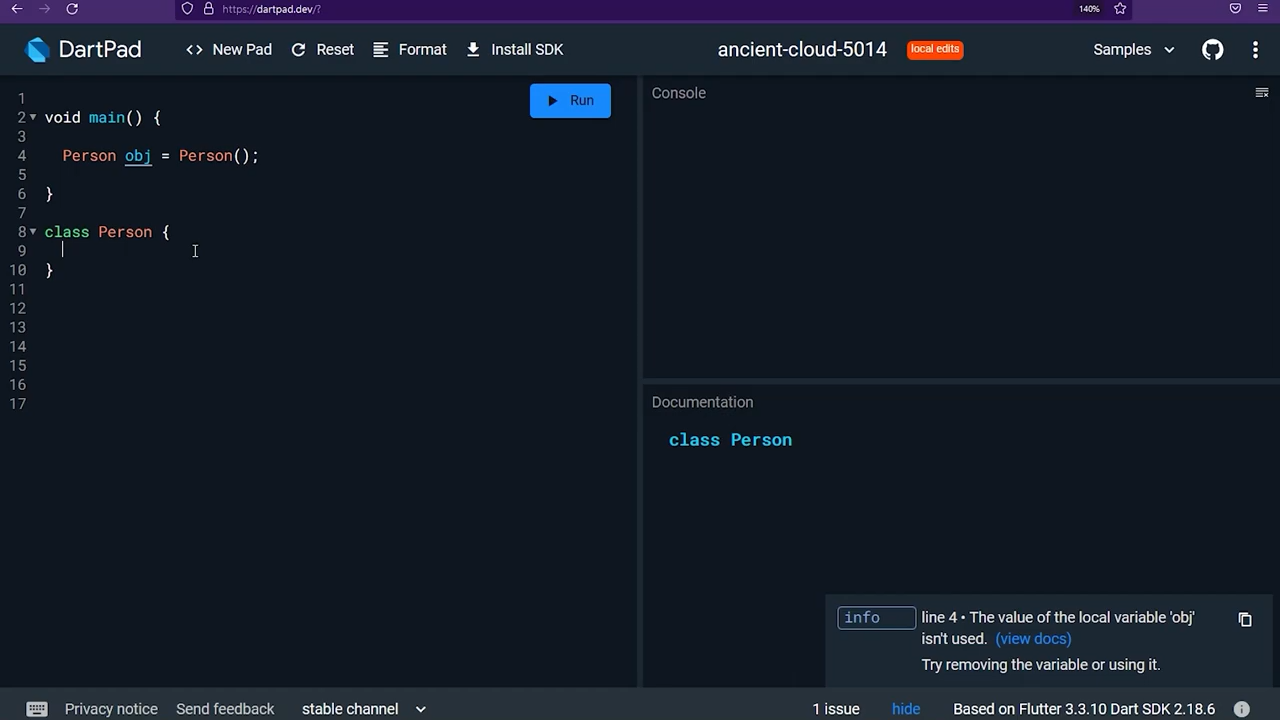 https://dartpad.dev/?
140%
DartPad
<> New Pad
Reset
Format
Install SDK
ancient-cloud-5014
local edits
Samples
1
2 void main() {
3
4 Person obj = Person();
5
6 }
7
8 class Person {
9
10 }
11
12
13
14
15
16
17
Run
Console
Documentation
class Person
info
line 4 • The value of the local variable 'obj'
isn't used. (view docs)
Try removing the variable or using it.
Privacy notice
Send feedback
stable channel
1 issue
hide
Based on Flutter 3.3.10 Dart SDK 2.18.6